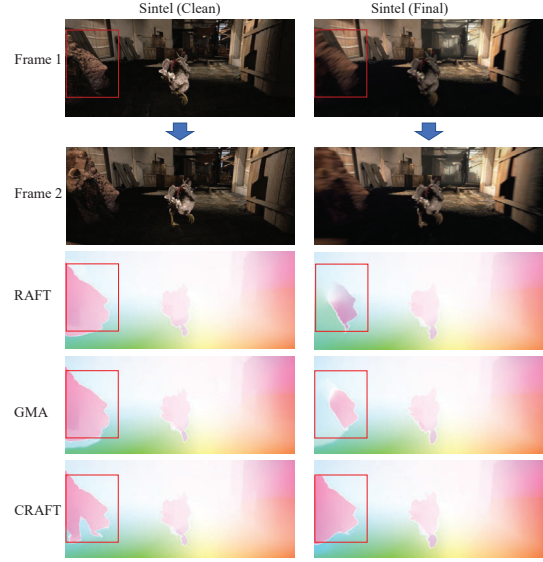 Sintel (Clean)
Sintel (Final)
Frame 1
Frame 2
RAFT
GMA
CRAFT